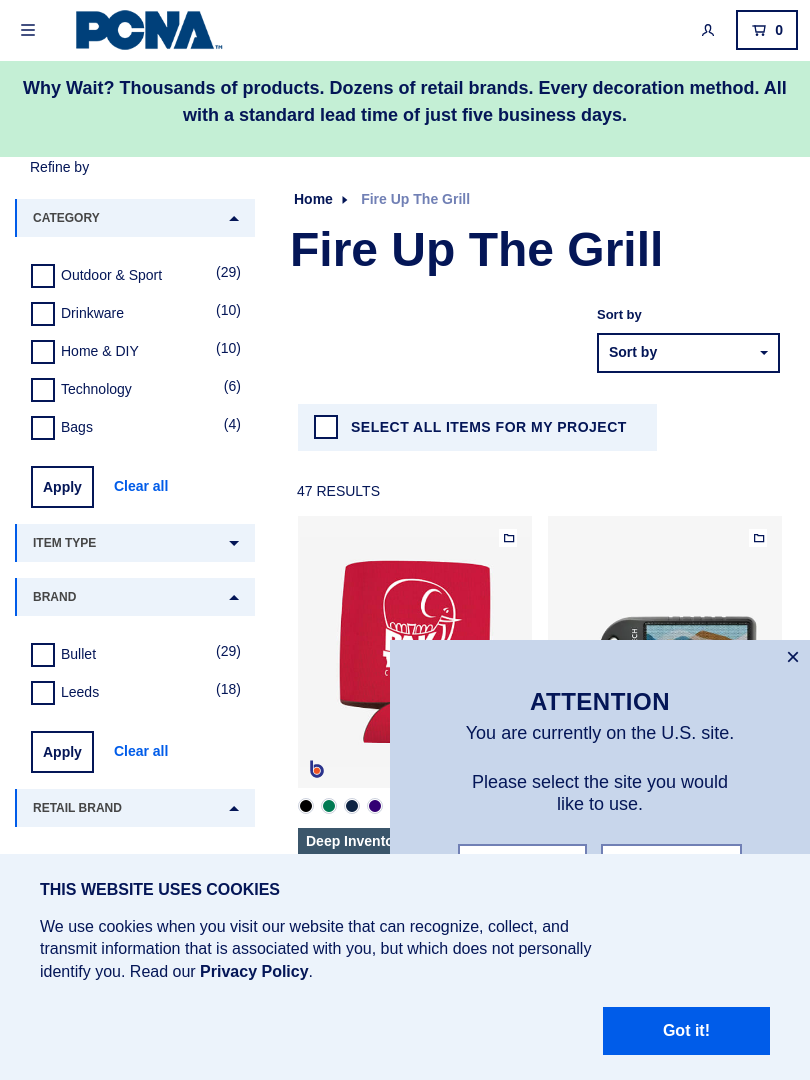 PCNA
TM
0
Why Wait? Thousands of products. Dozens of retail brands. Every decoration method. All
with a standard lead time of just five business days.
Refine by
Home
Fire Up The Grill
CATEGORY
Fire Up The Grill
Outdoor & Sport (29)
Drinkware (10)
Home & DIY (10)
Technology (6)
Bags (4)
Sort by
Sort by
SELECT ALL ITEMS FOR MY PROJECT
Apply
Clear all
47 RESULTS
ITEM TYPE
BRAND
Bullet (29)
Leeds (18)
Apply
Clear all
RETAIL BRAND
b
×
ATTENTION
You are currently on the U.S. site.
Please select the site you would
like to use.
THIS WEBSITE USES COOKIES
We use cookies when you visit our website that can recognize, collect, and
transmit information that is associated with you, but which does not personally
identify you. Read our Privacy Policy.
Got it!